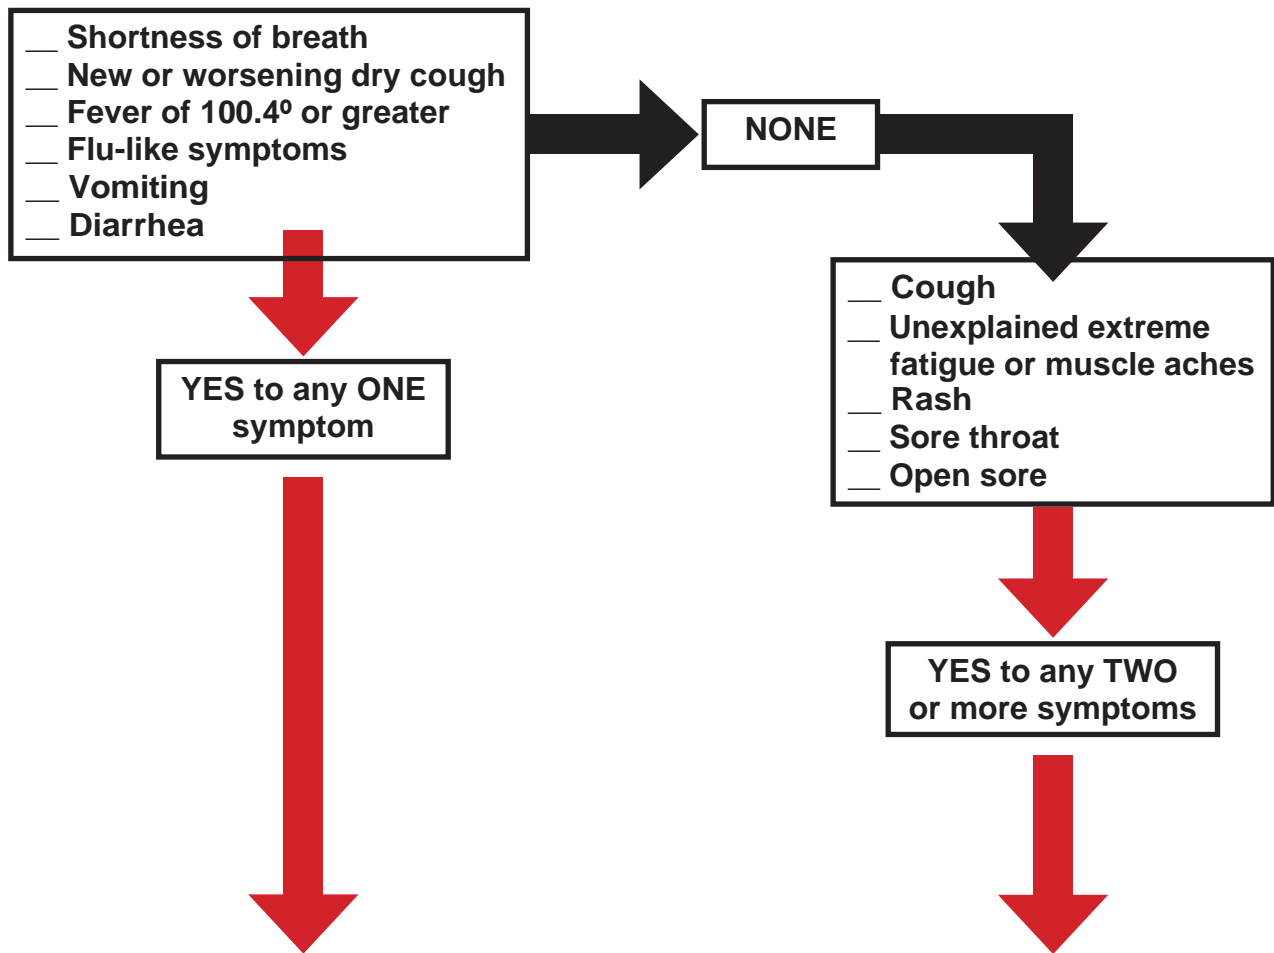 __ Shortness of breath
__ New or worsening dry cough
__ Fever of 100.4º or greater
__ Flu-like symptoms
__ Vomiting
__ Diarrhea
NONE
YES to any ONE
symptom
__ Cough
__ Unexplained extreme
fatigue or muscle aches
__ Rash
__ Sore throat
__ Open sore
YES to any TWO
or more symptoms